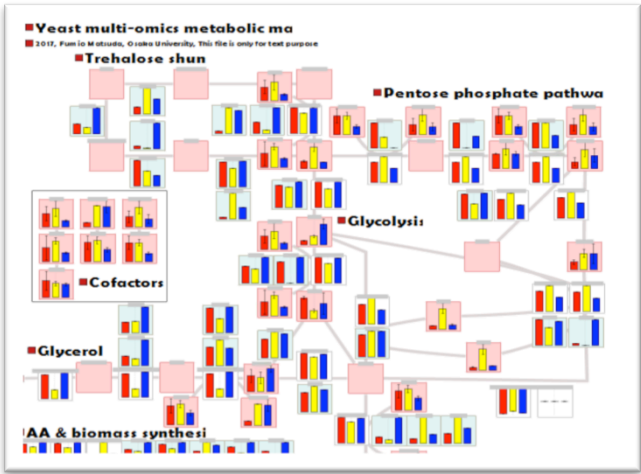 Yeast multi-omics metabolic ma
2017, Fumio Matsuda, Osaka University, This file is only for text purpose
Trehalose shun
Pentose phosphate pathwa
Glycolysis
Cofactors
Glycerol
AA & biomass synthesi